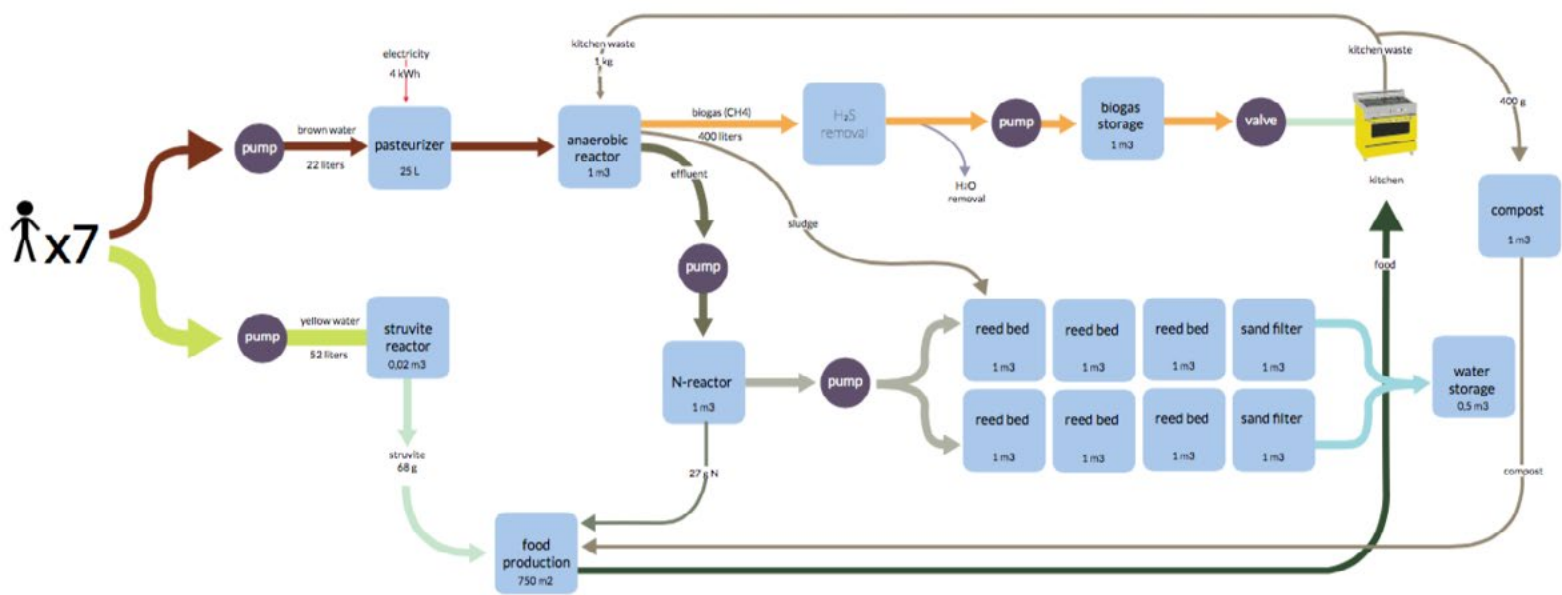 kitchen waste
1 kg
kitchen waste
electricity
4 kWh
400 g
pump
brown water
22 liters
pasteurizer
25 L
anaerobic
reactor
1 m3
biogas (CH4)
400 liters
H₂S
removal
pump
biogas
storage
1 m3
valve
kitchen
effluent
H₂O
removal
sludge
compost
1 m3
x7
pump
food
pump
yellow water
52 liters
struvite
reactor
0,02 m3
reed bed
1 m3
reed bed
1 m3
reed bed
1 m3
sand filter
1 m3
N-reactor
1 m3
pump
water
storage
0,5 m3
reed bed
1 m3
reed bed
1 m3
reed bed
1 m3
sand filter
1 m3
struvite
68 g
27 g N
compost
food
production
750 m2